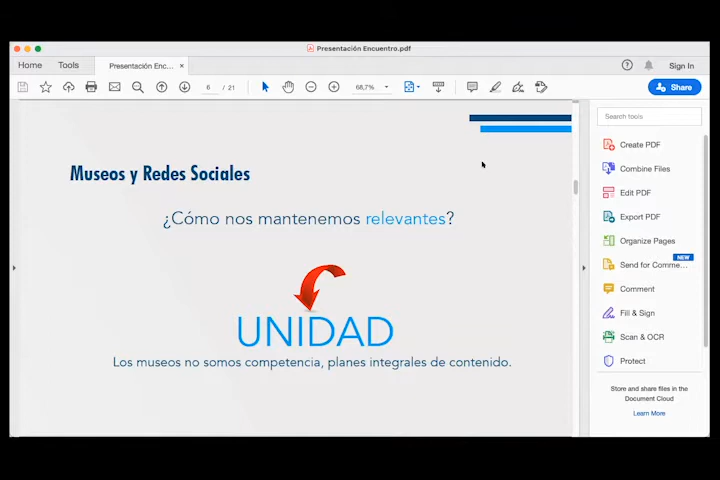 Presentación Encuentro.pdf
Home Tools Presentación Enc... × Sign In
6 / 21 68,7% Share
Search tools
Create PDF
Combine Files
Edit PDF
Export PDF
Organize Pages
NEW
Send for Comme...
Comment
Fill & Sign
Scan & OCR
Protect
Store and share files in the
Document Cloud
Learn More
Museos y Redes Sociales
¿Cómo nos mantenemos relevantes?
UNIDAD
Los museos no somos competencia, planes integrales de contenido.